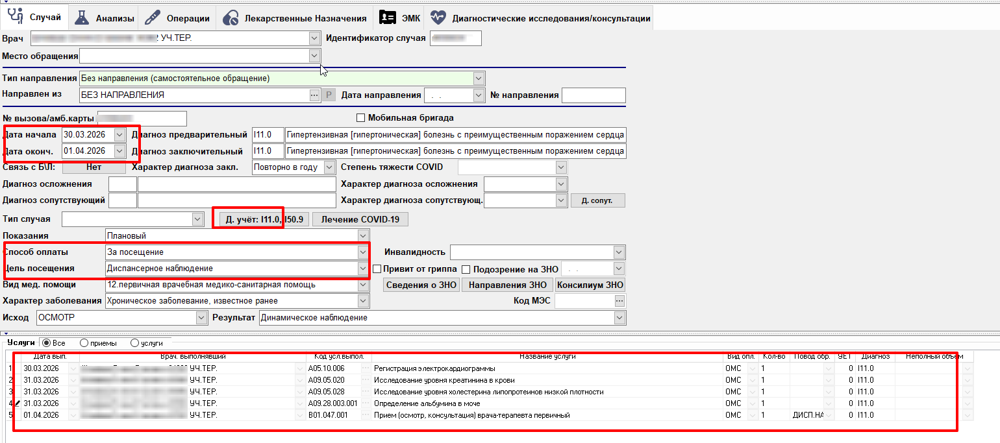 Случай Анализы Операции Лекарственные Назначения ЭМК Диагностические исследования/консультации
Врач УЧ.ТЕР. Идентификатор случая
Место обращения
Тип направления Без направления (самостоятельное обращение)
Направлен из БЕЗ НАПРАВЛЕНИЯ ... Р Дата направления . . № направления
№ вызова/амб.карты Мобильная бригада
Дата начала 30.03.2026 Диагноз предварительный I11.0 Гипертензивная [гипертоническая] болезнь с преимущественным поражением сердца
Дата оконч. 01.04.2026 Диагноз заключительный I11.0 Гипертензивная [гипертоническая] болезнь с преимущественным поражением сердца
Связь с Б\Л: Нет Характер диагноза закл. Повторно в году Степень тяжести COVID
Диагноз осложнения Характер диагноза осложнения
Диагноз сопутствующий Характер диагноза сопутствующ. Д. сопут.
Тип случая Д. учёт: I11.0, I50.9 Лечение COVID-19
Показания Плановый
Способ оплаты За посещение Инвалидность
Цель посещения Диспансерное наблюдение Привит от гриппа Подозрение на ЗНО . .
Вид мед. помощи 12.первичная врачебная медико-санитарная помощь Сведения о ЗНО Направления ЗНО Консилиум ЗНО
Характер заболевания Хроническое заболевание, известное ранее Код МЭС ...
Исход ОСМОТР Результат Динамическое наблюдение
Услуги Все приемы услуги
Дата вып. Врач. выполнявший Код усл.выпол. Название услуги Вид опл. Кол-во Повод обр. УЕТ Диагноз Неполный объем
1 30.03.2026 УЧ.ТЕР. A05.10.006 ... Регистрация электрокардиограммы ОМС 1 0 I11.0
2 31.03.2026 УЧ.ТЕР. A09.05.020 ... Исследование уровня креатинина в крови ОМС 1 0 I11.0
3 31.03.2026 УЧ.ТЕР. A09.05.028 ... Исследование уровня холестерина липопротеинов низкой плотности ОМС 1 0 I11.0
4 31.03.2026 УЧ.ТЕР. A09.28.003.001 ... Определение альбумина в моче ОМС 1 0 I11.0
5 01.04.2026 УЧ.ТЕР. B01.047.001 ... Прием (осмотр, консультация) врача-терапевта первичный ОМС 1 ДИСП.НА 0 I11.0